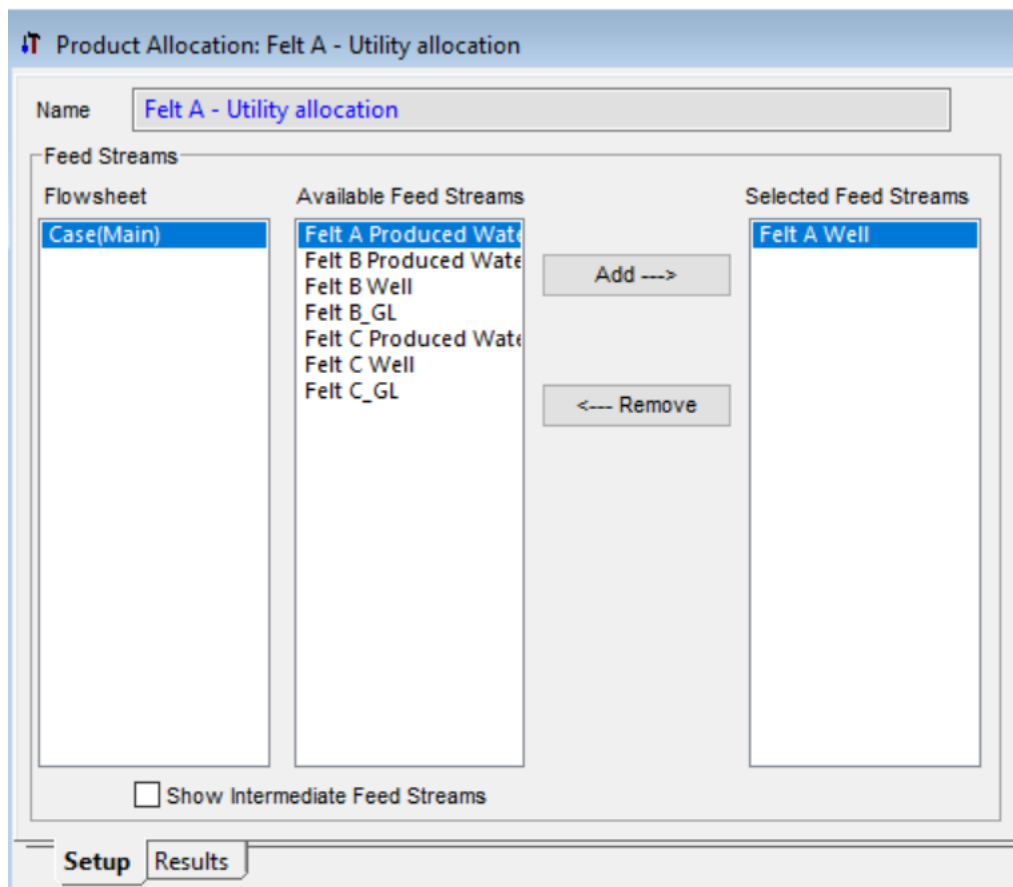 Product Allocation: Felt A - Utility allocation
Name
Felt A - Utility allocation
Feed Streams
Flowsheet
Case(Main)
Available Feed Streams
Felt A Produced Wate
Felt B Produced Wate
Felt B Well
Felt B_GL
Felt C Produced Wate
Felt C Well
Felt C_GL
Add --->
<--- Remove
Selected Feed Streams
Felt A Well
Show Intermediate Feed Streams
Setup
Results